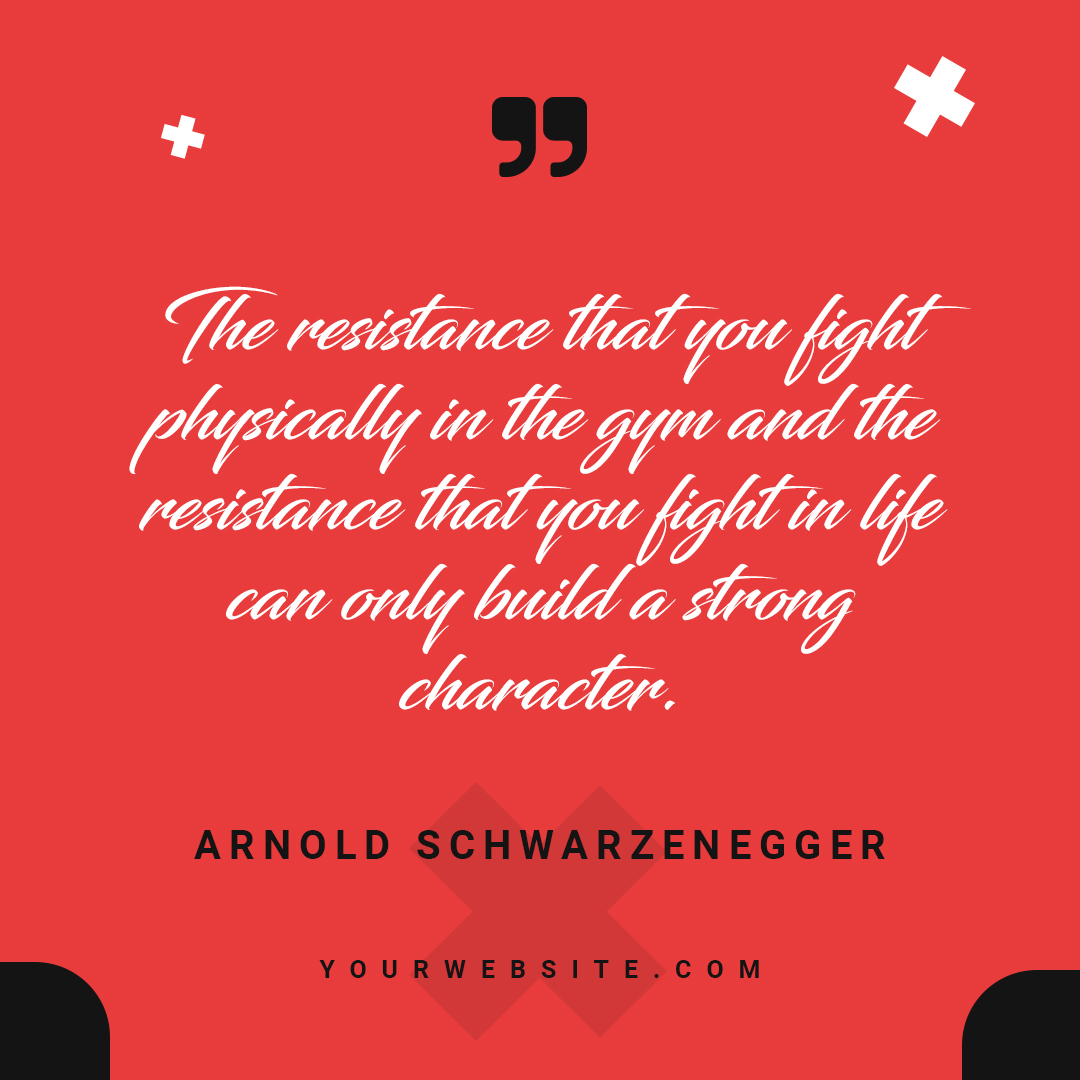 The resistance that you fight
physically in the gym and the
resistance that you fight in life
can only build a strong
character.
ARNOLD SCHWARZENEGGER
YOURWEBSITE.COM